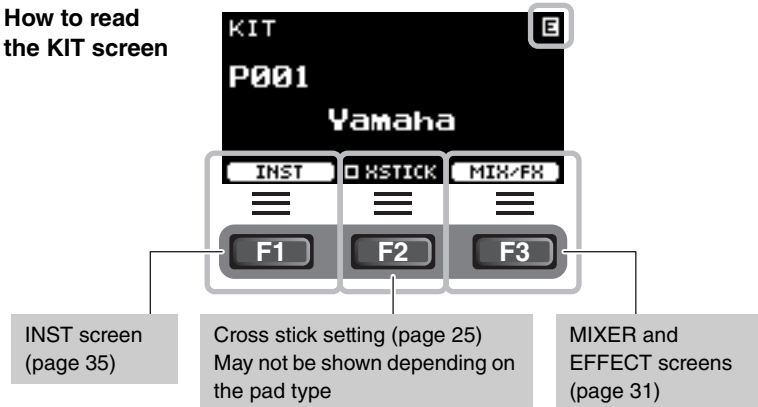 How to read
the KIT screen
KIT E
P001
Yamaha
INST XSTICK MIX/FX
F1 F2 F3
INST screen
(page 35)
Cross stick setting (page 25)
May not be shown depending on
the pad type
MIXER and
EFFECT screens
(page 31)